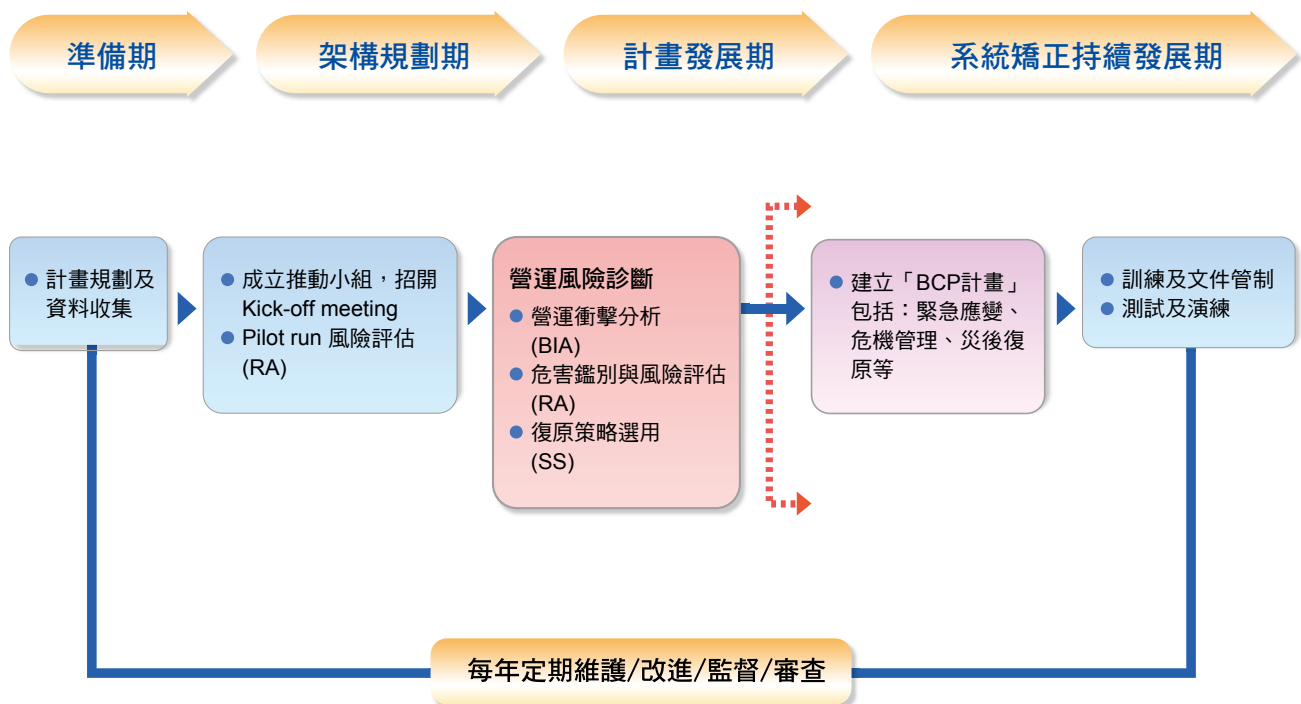 準備期
架構規劃期
計畫發展期
系統矯正持續發展期
計畫規劃及
資料收集
成立推動小組，招開
Kick-off meeting
Pilot run 風險評估
(RA)
營運風險診斷
營運衝擊分析
(BIA)
危害鑑別與風險評估
(RA)
復原策略選用
(SS)
建立「BCP計畫」
包括：緊急應變、
危機管理、災後復
原等
訓練及文件管制
測試及演練
每年定期維護/改進/監督/審查